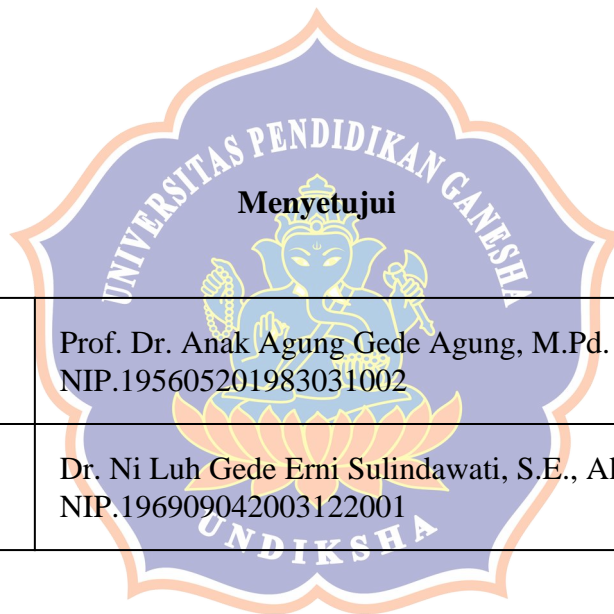 UNIVERSITAS PENDIDIKAN GANESHA
Menyetujui
Prof. Dr. Anak Agung Gede Agung, M.Pd.
NIP.195605201983031002
Dr. Ni Luh Gede Erni Sulindawati, S.E.,
NIP.196909042003122001
UNDIKSHA